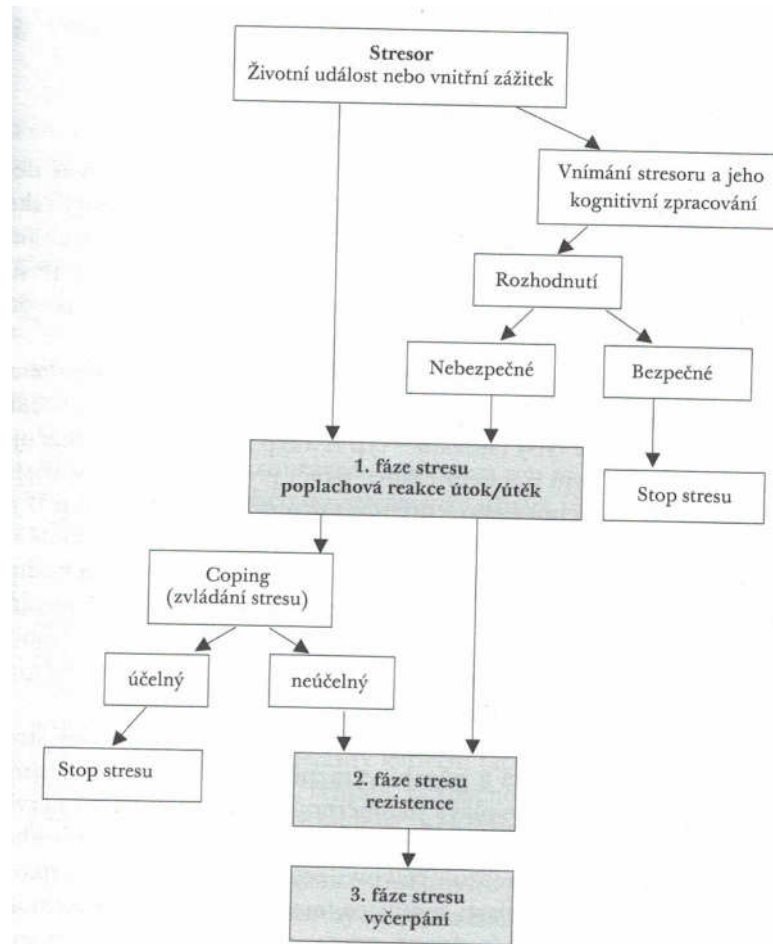 Stresor
Životní událost nebo vnitřní zážitek
Vnímání stresoru a jeho
kognitivní zpracování
Rozhodnutí
Nebezpečné
Bezpečné
1. fáze stresu
poplachová reakce útok/útěk
Stop stresu
Coping
(zvládání stresu)
účelný
neúčelný
Stop stresu
2. fáze stresu
rezistence
3. fáze stresu
vyčerpání